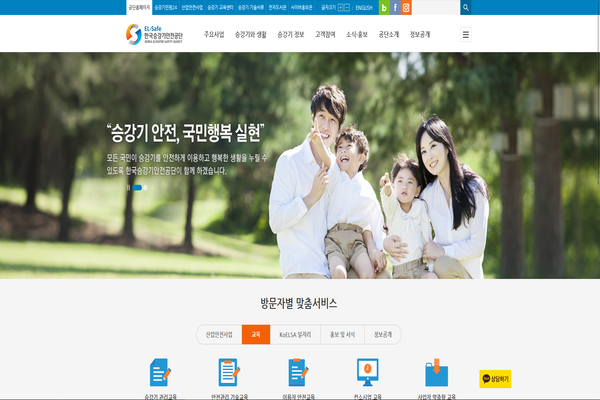 공단홈페이지 승강기민원24 산업안전사업 승강기 교육센터 승강기 기술서류 전자도서관 사이버홍보관 글자크기 + - ENGLISH
b f
EL-Safe
한국승강기안전공단
KOREA ELEVATOR SAFETY AGENCY
주요사업 승강기와 생활 승강기 정보 고객참여 소식·홍보 공단소개 정보공개
“승강기 안전, 국민행복 실현”
모든 국민이 승강기를 안전하게 이용하고 행복한 생활을 누릴 수
있도록 한국승강기안전공단이 함께 하겠습니다.
방문자별 맞춤서비스
산업안전사업 교육 KoELSA 일자리 홍보 및 서식 정보공개
승강기 관리교육 안전관리 기술교육 이용자 안전교육 컨소시엄 교육 사업자 맞춤형 교육
상담하기